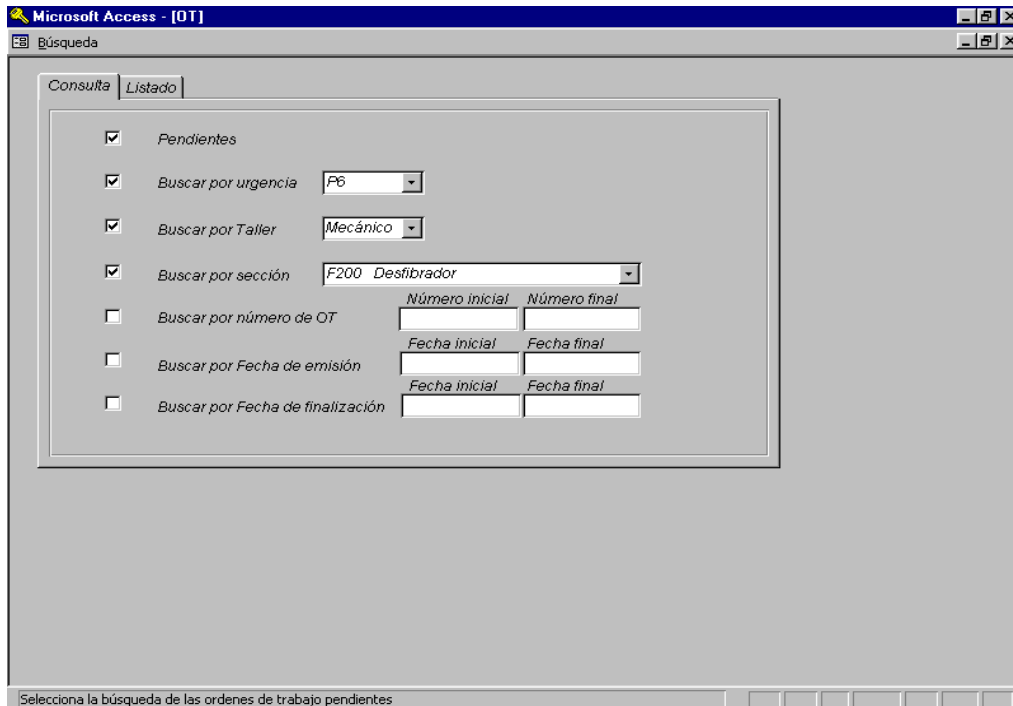 Microsoft Access - [OT]
Búsqueda
Consulta Listado
Pendientes
Buscar por urgencia P6
Buscar por Taller Mecánico
Buscar por sección F200 Desfibrador
Número inicial Número final
Buscar por número de OT
Fecha inicial Fecha final
Buscar por Fecha de emisión
Fecha inicial Fecha final
Buscar por Fecha de finalización
Selecciona la búsqueda de las ordenes de trabajo pendientes